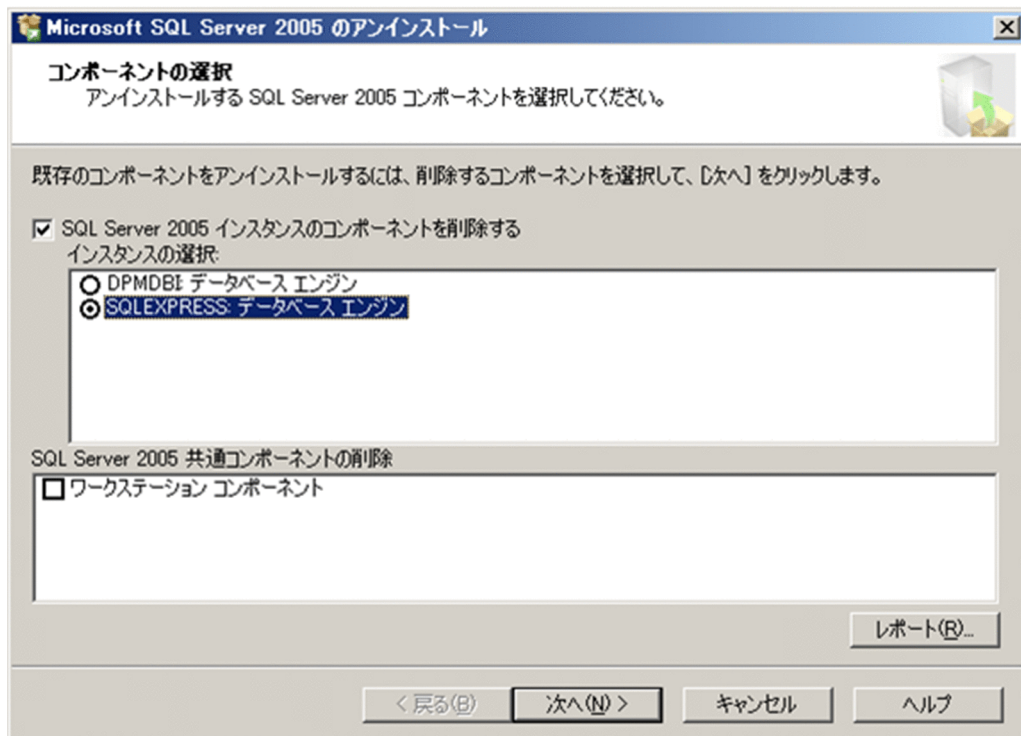 Microsoft SQL Server 2005 のアンインストール
コンポーネントの選択
アンインストールする SQL Server 2005 コンポーネントを選択してください。
既存のコンポーネントをアンインストールするには、削除するコンポーネントを選択して、[次へ] をクリックします。
SQL Server 2005 インスタンスのコンポーネントを削除する
インスタンスの選択:
DPMDBI: データベース エンジン
SQLEXPRESS: データベース エンジン
SQL Server 2005 共通コンポーネントの削除
ワークステーション コンポーネント
レポート(R)...
< 戻る(B)
次へ(N) >
キャンセル
ヘルプ